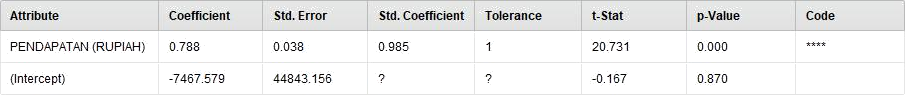 Attribute Coefficient Std. Error Std. Coefficient Tolerance t-Stat p-Value Code
PENDAPATAN (RUPIAH) 0.788 0.038 0.985 1 20.731 0.000 ****
(Intercept) -7467.579 44843.156 ? ? -0.167 0.870